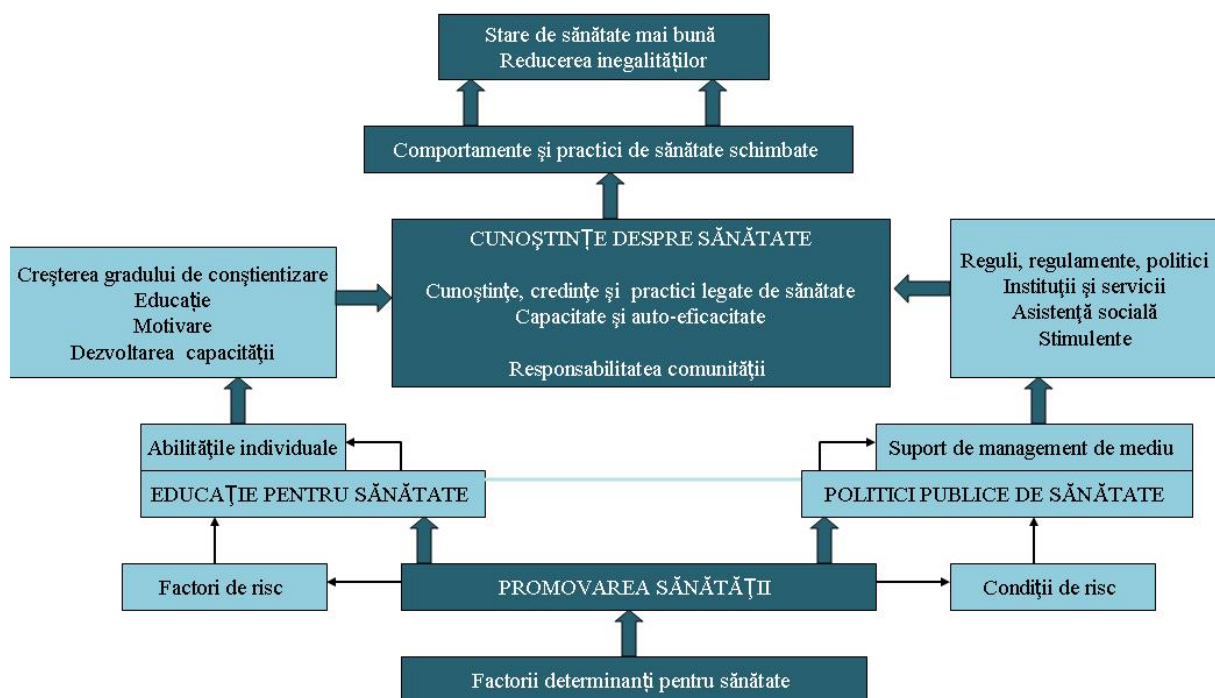 Stare de sănătate mai bună
Reducerea inegalităților
Comportamente şi practici de sănătate schimbate
CUNOŞTINȚE DESPRE SĂNĂTATE
Cunoştinţe, credinţe şi practici legate de sănătate
Capacitate şi auto-eficacitate
Responsabilitatea comunităţii
Creşterea gradului de conştientizare
Educaţie
Motivare
Dezvoltarea capacităţii
Reguli, regulamente, politici
Instituţii şi servicii
Asistenţă socială
Stimulente
Abilităţile individuale
EDUCAŢIE PENTRU SĂNĂTATE
Suport de management de mediu
POLITICI PUBLICE DE SĂNĂTATE
Factori de risc
PROMOVAREA SĂNĂTĂŢII
Condiţii de risc
Factorii determinanți pentru sănătate